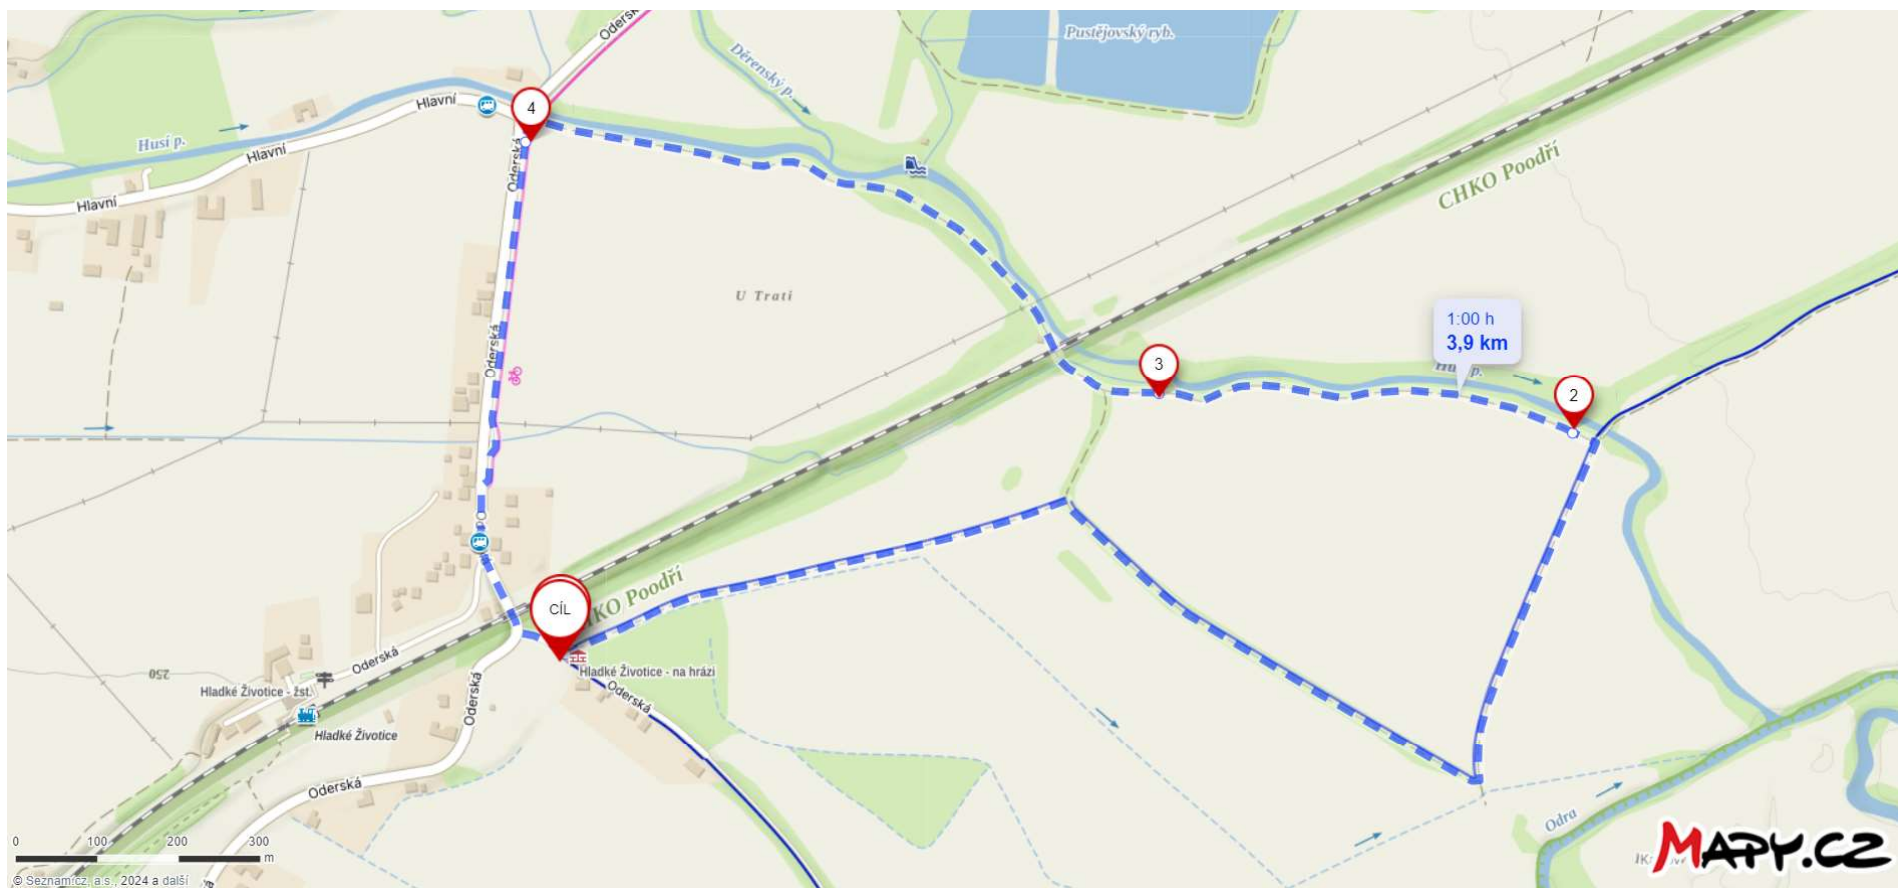 Oderská
Pustějovský ryb.
Děrenský p.
Hlavní
4
Husí p.
Hlavní
Oderská
Hlavní
CHKO Poodří
U Trati
1:00 h
3,9 km
Oderská
3
2
CÍL
Poodří
Oderská
Hladké Životice - na hrázi
250
Hladké Životice - žst.
Oderská
Oderská
Hladké Životice
Oderská
Odra
0 100 200 300
m
MAPY.CZ
© Seznam.cz, a.s., 2024 a další